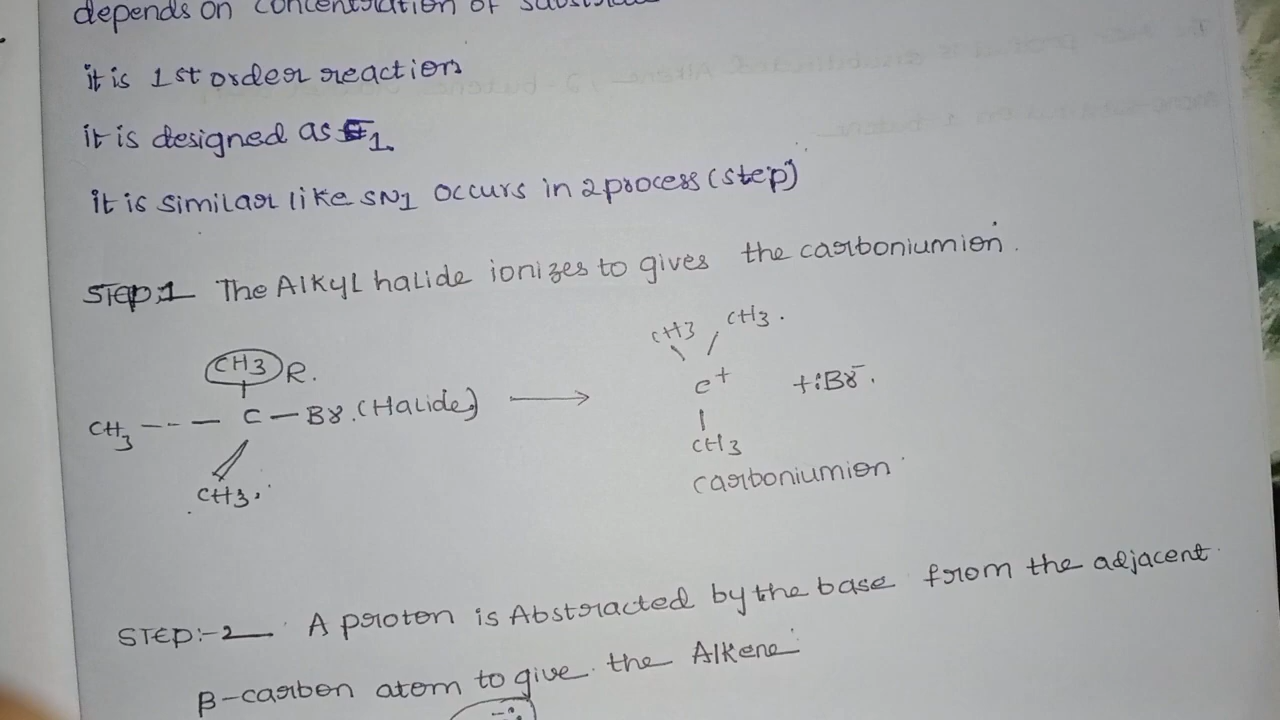 depends on concentration of substrate
it is 1st order reaction
it is designed as E1.
it is similar like SN1 occurs in 2 process (step)
STEP:1 The Alkyl halide ionizes to gives the carboniumion.
CH3 R.
CH3 --- C — Br. (Halide)
CH3.
CH3 CH3.
C+ +:Br-.
CH3
carboniumion
STEP:-2 A proton is Abstracted by the base from the adjacent
β-carbon atom to give the Alkene